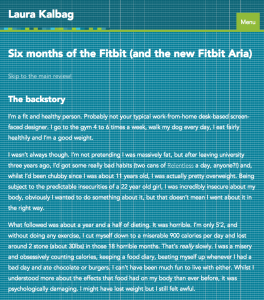 Laura Kalbag
Menu
Six months of the Fitbit (and the new Fitbit Aria)
Skip to the main review!
The backstory
I'm a fit and healthy person. Probably not your typical work-from-home desk-based screen-
faced designer. I go to the gym 4 to 6 times a week, walk my dog every day, I eat fairly
healthily and I'm a good weight.
I wasn't always though. I'm not pretending I was massively fat, but after leaving university
three years ago, I'd got some really bad habits (two cans of Relentless a day, anyone?!) and,
whilst I'd been chubby since I was about 11 years old, I was actually pretty overweight. Being
subject to the predictable insecurities of a 22 year old girl, I was incredibly insecure about my
body, obviously I wanted to do something about it, but that doesn't mean I went about it in
the right way.
What followed was about a year and a half of dieting. It was horrible. I'm only 5'2, and
without doing any exercise, I cut myself down to a miserable 900 calories per day and lost
around 2 stone (about 30lbs) in those 18 horrible months. That's really slowly. I was a misery
and obsessively counting calories, keeping a food diary, beating myself up whenever I had a
bad day and ate chocolate or burgers. I can't have been much fun to live with either. Whilst I
understood more about the effects that food had on my body than ever before, it was
psychologically damaging. I might have lost weight but I still felt awful.